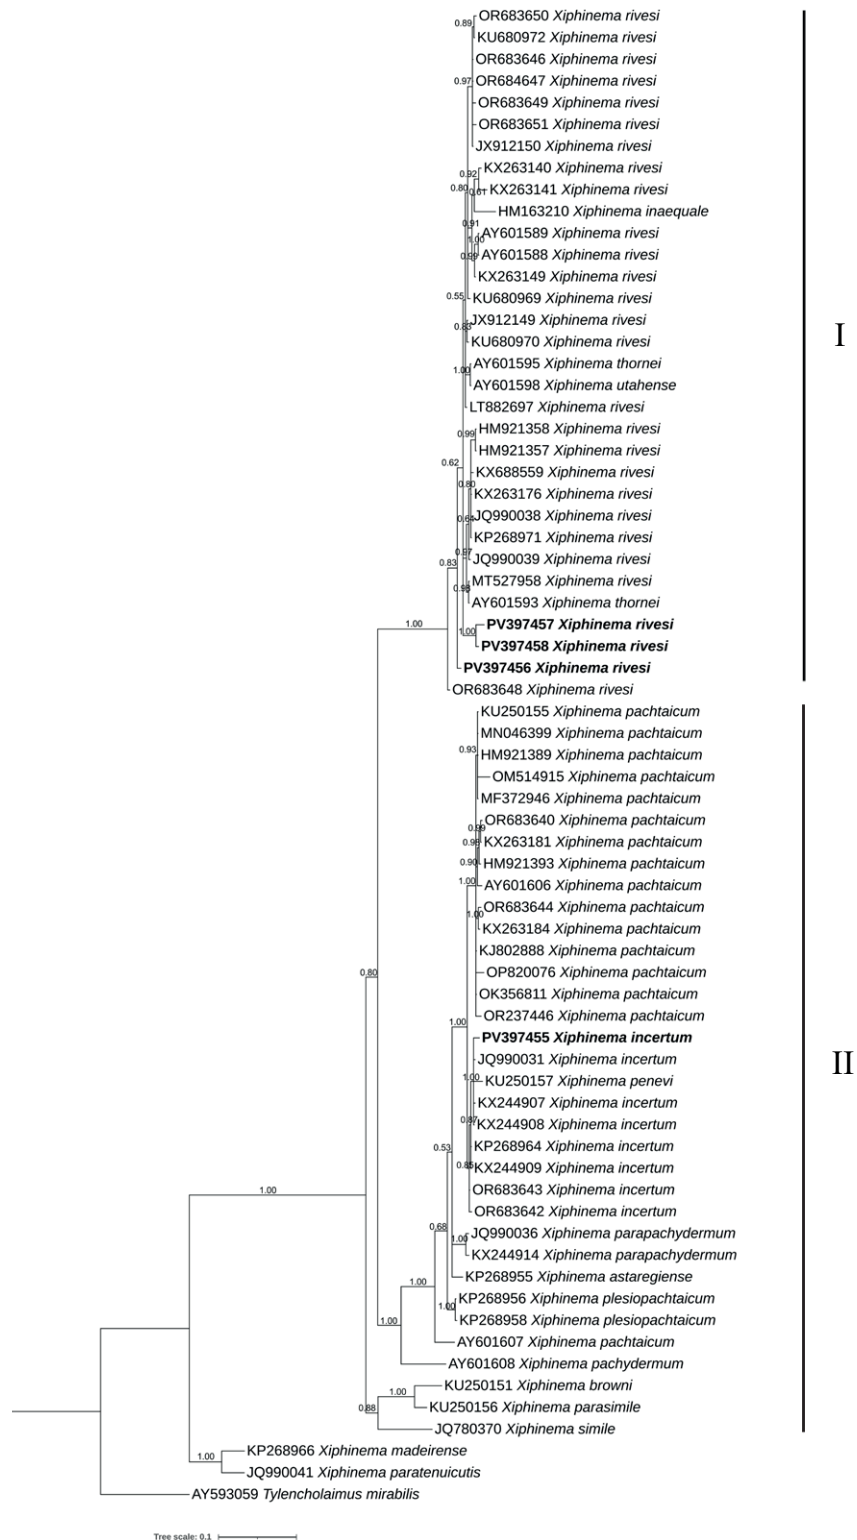 OR683650 Xiphinema rivesi
0.89
KU680972 Xiphinema rivesi
OR683646 Xiphinema rivesi
0.97
OR684647 Xiphinema rivesi
OR683649 Xiphinema rivesi
OR683651 Xiphinema rivesi
JX912150 Xiphinema rivesi
KX263140 Xiphinema rivesi
0.92
0.80
0.61
KX263141 Xiphinema rivesi
HM163210 Xiphinema inaequale
0.91
AY601589 Xiphinema rivesi
1.00
AY601588 Xiphinema rivesi
KX263149 Xiphinema rivesi
0.55
KU680969 Xiphinema rivesi
JX912149 Xiphinema rivesi
0.83
KU680970 Xiphinema rivesi
I
AY601595 Xiphinema thornei
1.00
AY601598 Xiphinema utahense
LT882697 Xiphinema rivesi
HM921358 Xiphinema rivesi
0.99
HM921357 Xiphinema rivesi
0.62
KX688559 Xiphinema rivesi
0.80
KX263176 Xiphinema rivesi
JQ990038 Xiphinema rivesi
0.64
KP268971 Xiphinema rivesi
0.97
JQ990039 Xiphinema rivesi
0.83
MT527958 Xiphinema rivesi
AY601593 Xiphinema thornei
1.00
PV397457 Xiphinema rivesi
1.00
PV397458 Xiphinema rivesi
PV397456 Xiphinema rivesi
OR683648 Xiphinema rivesi
KU250155 Xiphinema pachtaicum
MN046399 Xiphinema pachtaicum
0.93
HM921389 Xiphinema pachtaicum
OM514915 Xiphinema pachtaicum
MF372946 Xiphinema pachtaicum
OR683640 Xiphinema pachtaicum
0.99
KX263181 Xiphinema pachtaicum
0.90
HM921393 Xiphinema pachtaicum
1.00
AY601606 Xiphinema pachtaicum
OR683644 Xiphinema pachtaicum
1.00
KX263184 Xiphinema pachtaicum
KJ802888 Xiphinema pachtaicum
0.80
OP820076 Xiphinema pachtaicum
OK356811 Xiphinema pachtaicum
OR237446 Xiphinema pachtaicum
1.00
PV397455 Xiphinema incertum
JQ990031 Xiphinema incertum
II
1.00
KU250157 Xiphinema penevi
KX244907 Xiphinema incertum
KX244908 Xiphinema incertum
0.53
KP268964 Xiphinema incertum
KX244909 Xiphinema incertum
1.00
OR683643 Xiphinema incertum
OR683642 Xiphinema incertum
0.68
JQ990036 Xiphinema parapachydermum
1.00
KX244914 Xiphinema parapachydermum
KP268955 Xiphinema astaregiense
1.00
KP268956 Xiphinema plesiopachtaicum
1.00
KP268958 Xiphinema plesiopachtaicum
1.00
AY601607 Xiphinema pachtaicum
AY601608 Xiphinema pachydermum
KU250151 Xiphinema browni
1.00
KU250156 Xiphinema parasimile
0.88
JQ780370 Xiphinema simile
KP268966 Xiphinema madeirense
1.00
JQ990041 Xiphinema paratenuicutis
AY593059 Tylencholaimus mirabilis
Tree scale: 0.1